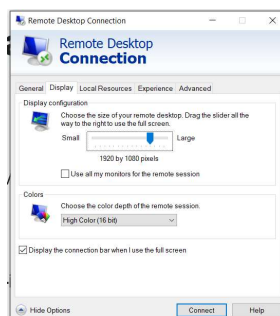 Remote Desktop Connection
Remote Desktop
Connection
General Display Local Resources Experience Advanced
Display configuration
Choose the size of your remote desktop. Drag the slider all the
way to the right to use the full screen.
Small Large
1920 by 1080 pixels
Use all my monitors for the remote session
Colors
Choose the color depth of the remote session.
High Color (16 bit)
Display the connection bar when I use the full screen
Hide Options Connect Help